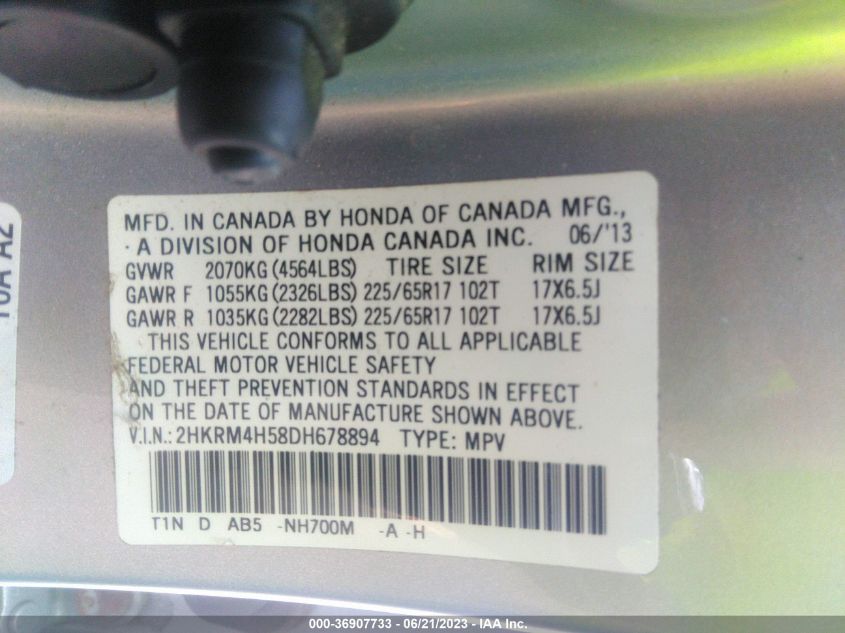 MFD. IN CANADA BY HONDA OF CANADA MFG.,
· A DIVISION OF HONDA CANADA INC. 06/'13
GVWR 2070KG (4564LBS) TIRE SIZE RIM SIZE
GAWR F 1055KG (2326LBS) 225/65R17 102T 17X6.5J
GAWR R 1035KG (2282LBS) 225/65R17 102T 17X6.5J
THIS VEHICLE CONFORMS TO ALL APPLICABLE
FEDERAL MOTOR VEHICLE SAFETY
AND THEFT PREVENTION STANDARDS IN EFFECT
ON THE DATE OF MANUFACTURE SHOWN ABOVE.
V.I.N.: 2HKRM4H58DH678894 TYPE: MPV
T1N D AB5 -NH700M -A -H
000-36907733 - 06/21/2023 - IAA Inc.